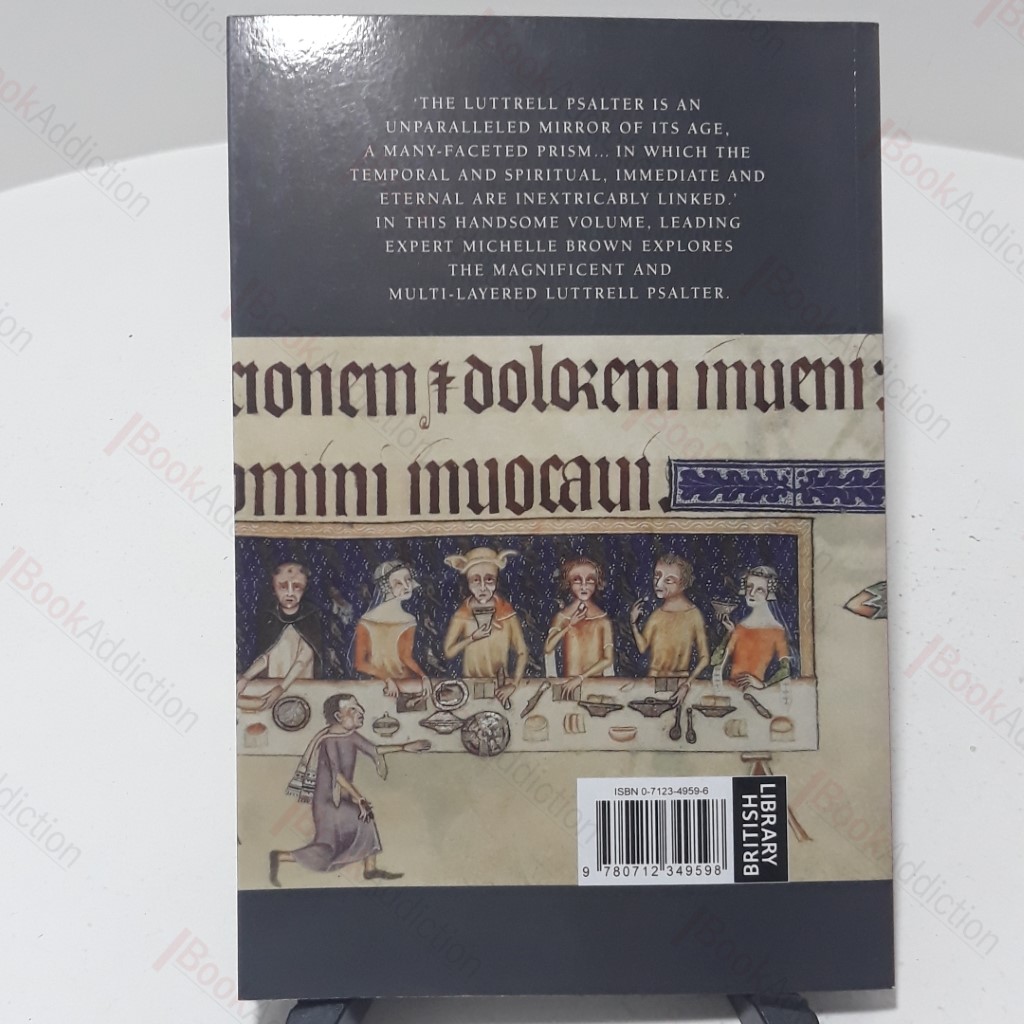 'THE LUTTRELL PSALTER IS AN
UNPARALLELED MIRROR OF ITS AGE,
A MANY-FACETED PRISM... IN WHICH THE
TEMPORAL AND SPIRITUAL, IMMEDIATE AND
ETERNAL ARE INEXTRICABLY LINKED.'
IN THIS HANDSOME VOLUME, LEADING
EXPERT MICHELLE BROWN EXPLORES
THE MAGNIFICENT AND
MULTI-LAYERED LUTTRELL PSALTER.
cionem & dolorem inueni:
omini inuocaui.
ISBN 0-7123-4959-6
9 780712 349598
LIBRARY
BRITISH
BookAddiction